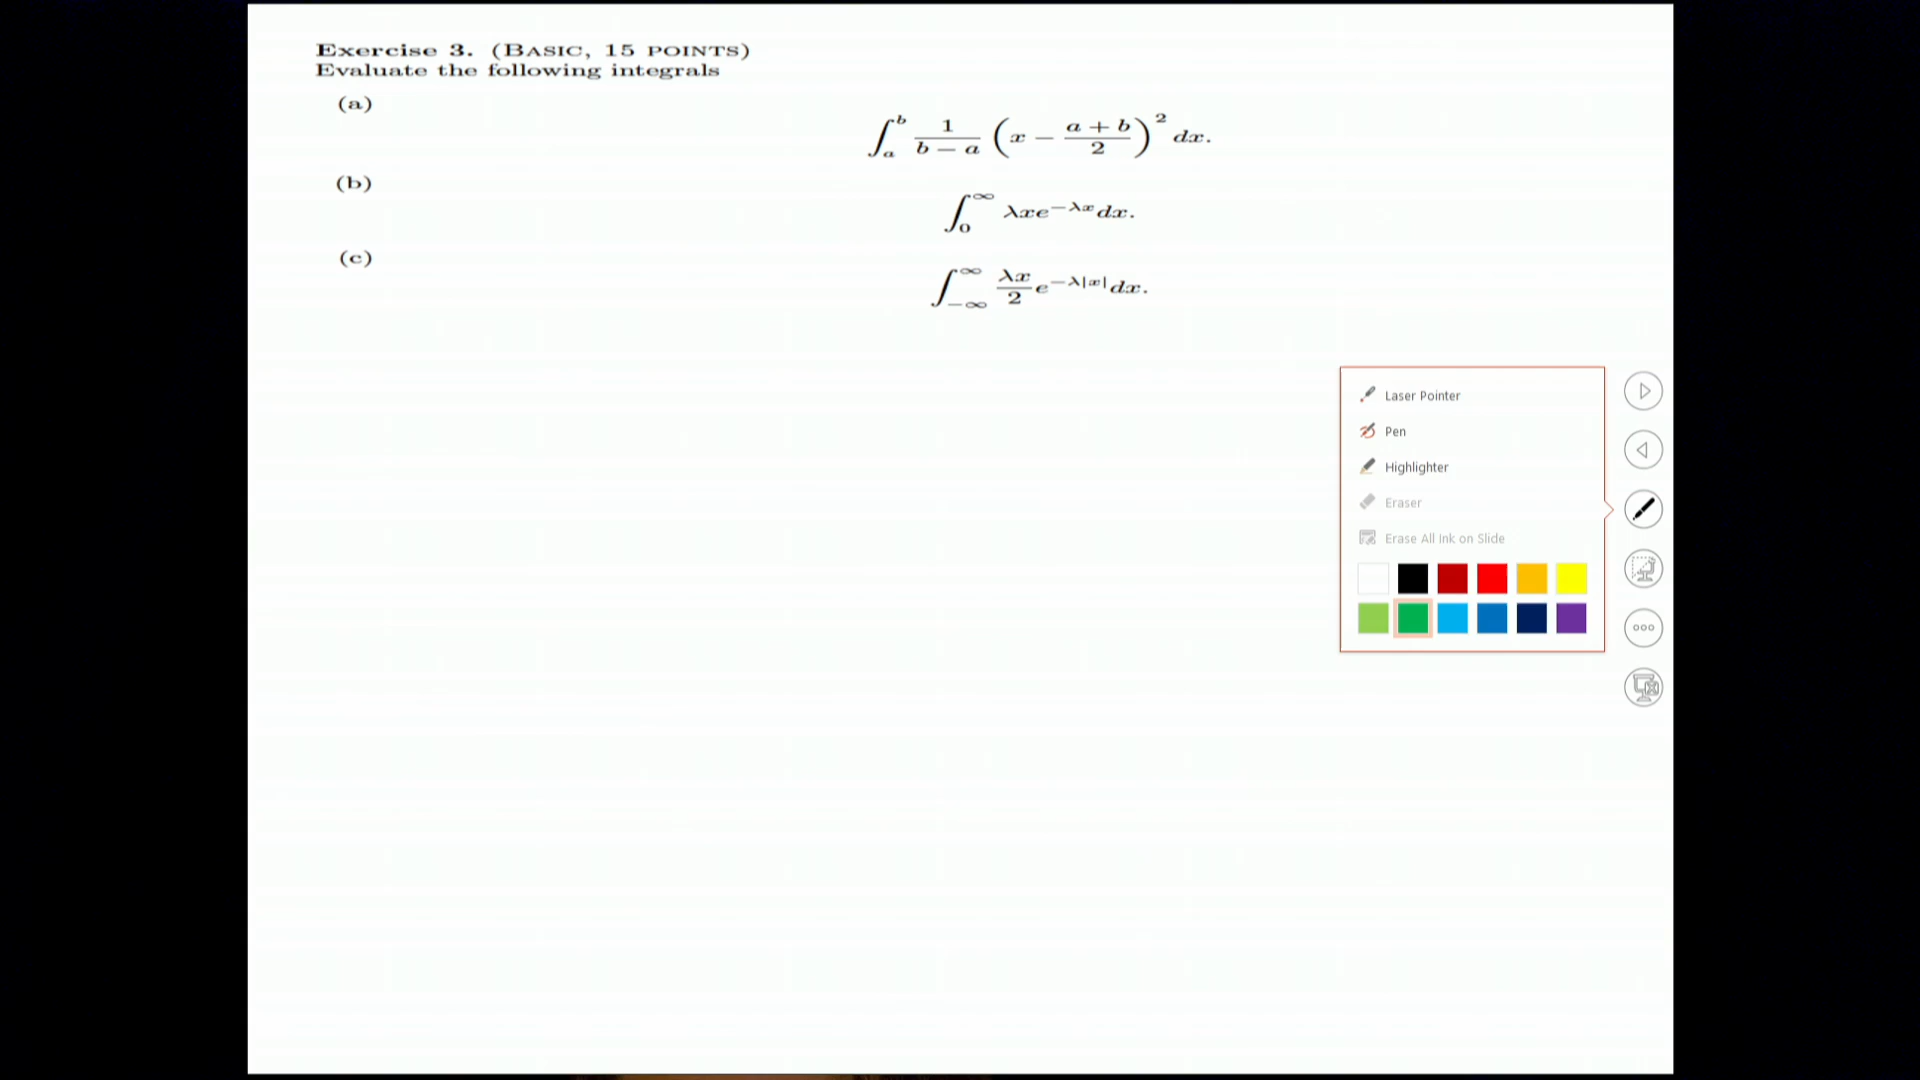 Exercise 3. (BASIC, 15 POINTS)
Evaluate the following integrals
(a)
∫_a^b 1/(b − a) (x − (a + b)/2)^2 dx.
(b)
∫_0^∞ λxe^{−λx}dx.
(c)
∫_{−∞}^∞ λx/2 e^{−λ|x|}dx.
Laser Pointer
Pen
Highlighter
Eraser
Erase All Ink on Slide